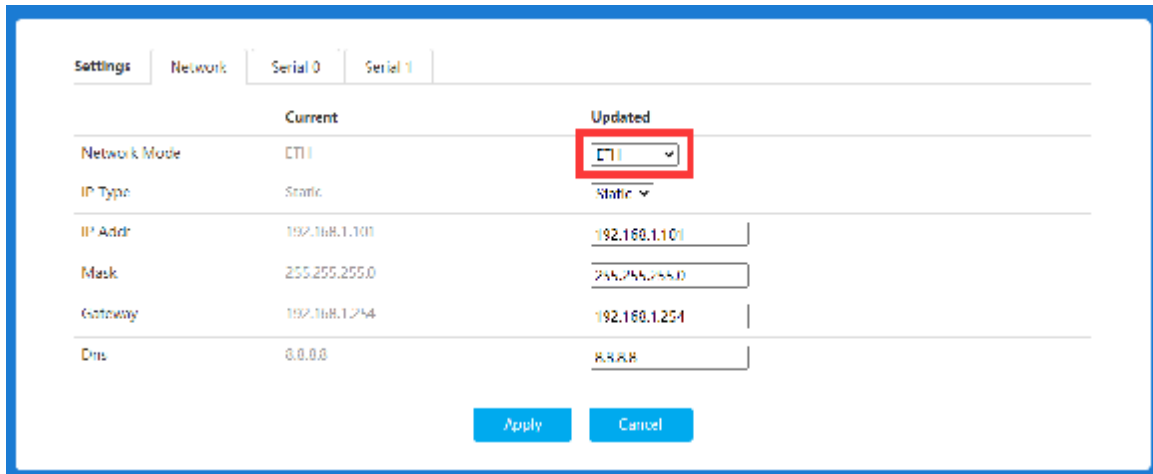 Settings Network Serial 0 Serial 1
Current Updated
Network Mode ETH ETH
IP Type Static Static
IP Addr 192.168.1.101 192.168.1.101
Mask 255.255.255.0 255.255.255.0
Gateway 192.168.1.254 192.168.1.254
Dns 8.8.8.8 8.8.8.8
Apply Cancel